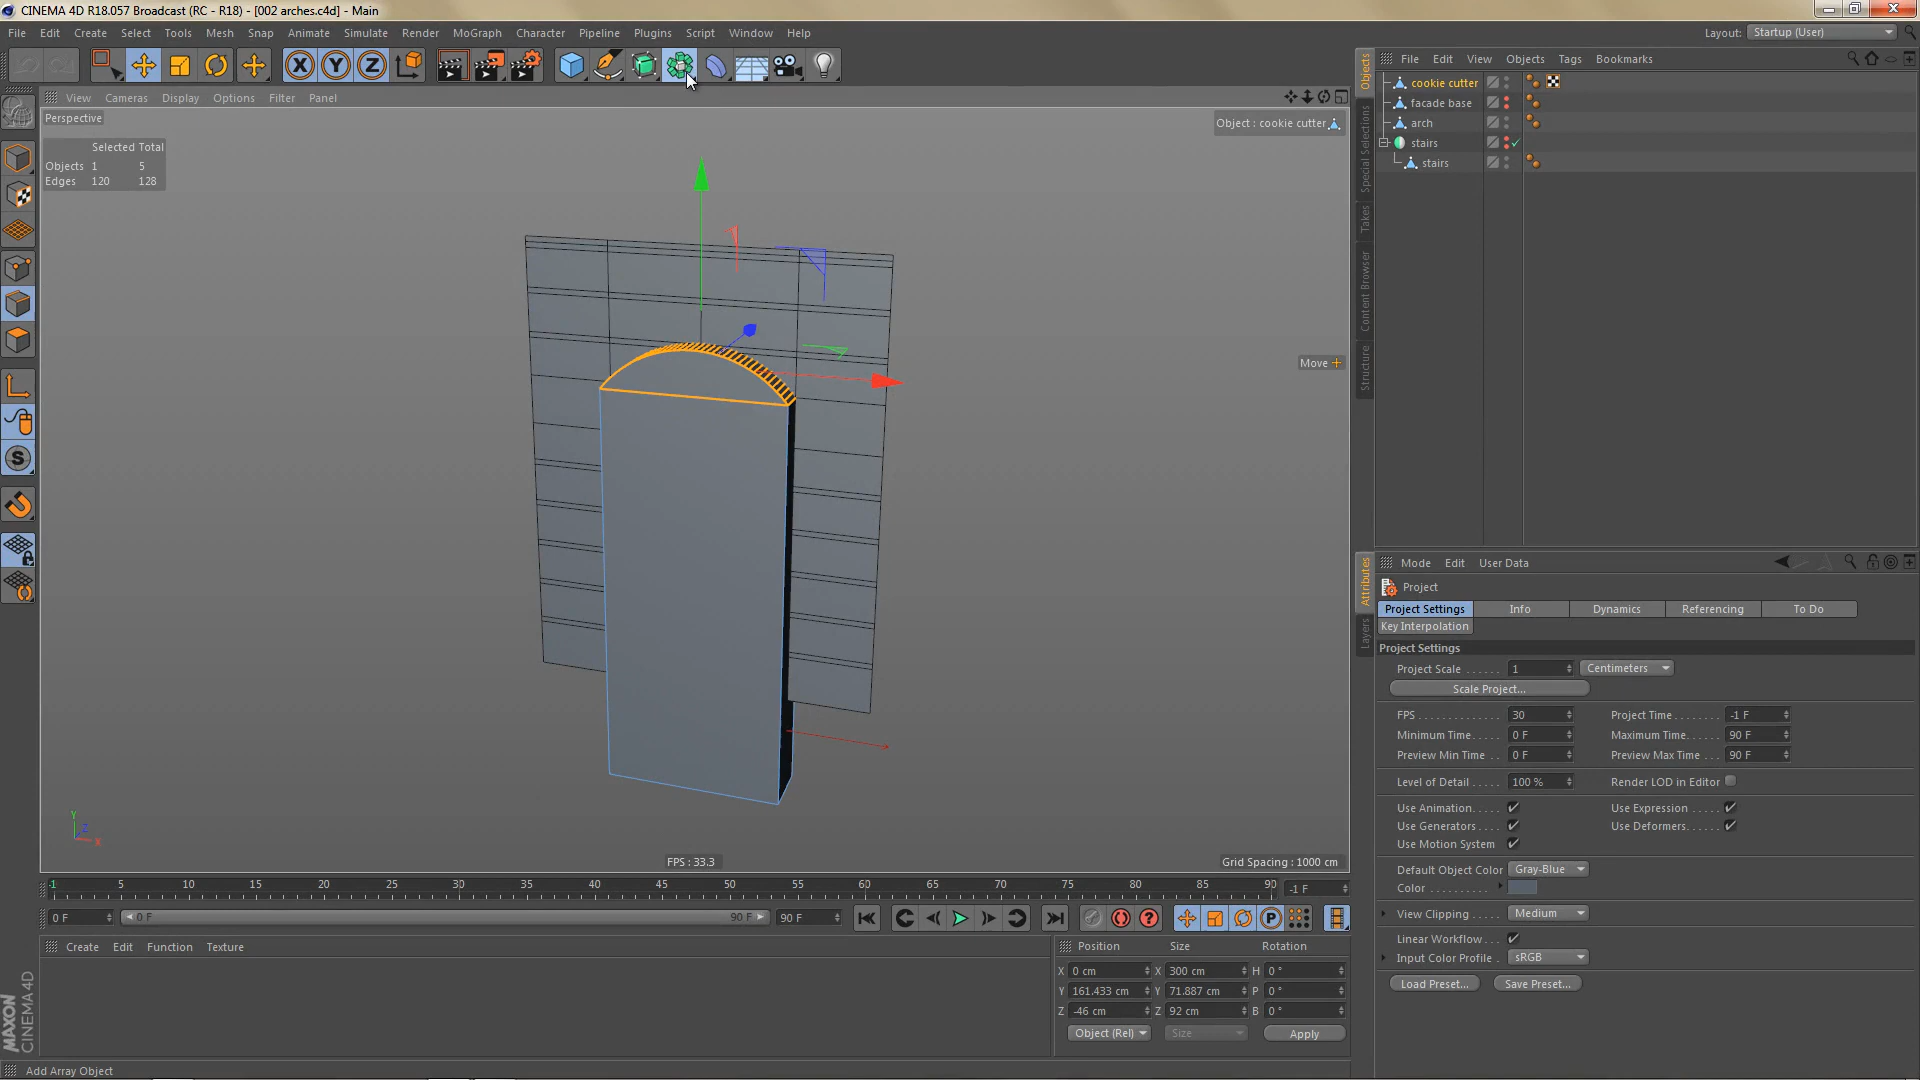 CINEMA 4D R18.057 Broadcast (RC - R18) - [002 arches.c4d] - Main
File Edit Create Select Tools Mesh Snap Animate Simulate Render MoGraph Character Pipeline Plugins Script Window Help
Layout: Startup (User)
X Y Z
View Cameras Display Options Filter Panel
Perspective
Selected Total
Objects 1 5
Edges 120 128
Object : cookie cutter
Move
FPS : 33.3
Grid Spacing : 1000 cm
Y
Z
X
S
File Edit View Objects Tags Bookmarks
cookie cutter
facade base
arch
stairs
stairs
Objects
Special Selections
Takes
Content Browser
Structure
Attributes
Layers
Mode Edit User Data
Project
Project Settings Info Dynamics Referencing To Do
Key Interpolation
Project Settings
Project Scale ...... 1 Centimeters
Scale Project...
FPS ............. 30 Project Time....... -1 F
Minimum Time.... 0 F Maximum Time..... 90 F
Preview Min Time .. 0 F Preview Max Time ... 90 F
Level of Detail ..... 100 % Render LOD in Editor
Use Animation..... Use Expression .....
Use Generators.... Use Deformers......
Use Motion System
Default Object Color Gray-Blue
Color ..........
View Clipping ...... Medium
Linear Workflow ...
Input Color Profile . sRGB
Load Preset... Save Preset...
-1 5 10 15 20 25 30 35 40 45 50 55 60 65 70 75 80 85 90 -1 F
0 F 0 F 90 F 90 F
P
Create Edit Function Texture
Position Size Rotation
X 0 cm X 300 cm H 0 °
Y 161.433 cm Y 71.887 cm P 0 °
Z -46 cm Z 92 cm B 0 °
Object (Rel) Size Apply
MAXON
CINEMA 4D
Add Array Object